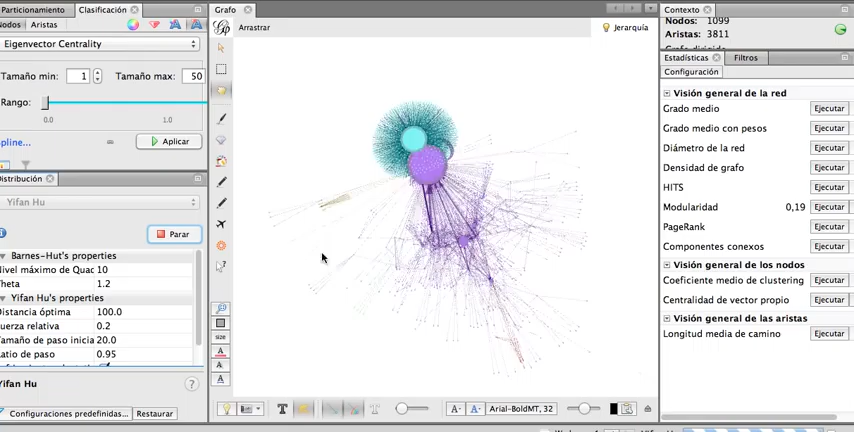 Particionamiento
Clasificación
Nodos Aristas
Eigenvector Centrality
Tamaño min: 1 Tamaño max: 50
Rango:
0.0 1.0
spline...
Aplicar
Distribución
Yifan Hu
Parar
Barnes-Hut's properties
Nivel máximo de Quac 10
Theta 1.2
Yifan Hu's properties
Distancia óptima 100.0
uerza relativa 0.2
Tamaño de paso inicia 20.0
Ratio de paso 0.95
Yifan Hu
Configuraciones predefinidas...
Restaurar
Grafo
Arrastrar
Jerarquía
SIZE
Arial-BoldMT, 32
Contexto
Nodos: 1099
Aristas: 3811
Grafo dirigido
Estadísticas
Filtros
Configuración
Visión general de la red
Grado medio Ejecutar
Grado medio con pesos Ejecutar
Diámetro de la red Ejecutar
Densidad de grafo Ejecutar
HITS Ejecutar
Modularidad 0,19 Ejecutar
PageRank Ejecutar
Componentes conexos Ejecutar
Visión general de los nodos
Coeficiente medio de clustering Ejecutar
Centralidad de vector propio Ejecutar
Visión general de las aristas
Longitud media de camino Ejecutar